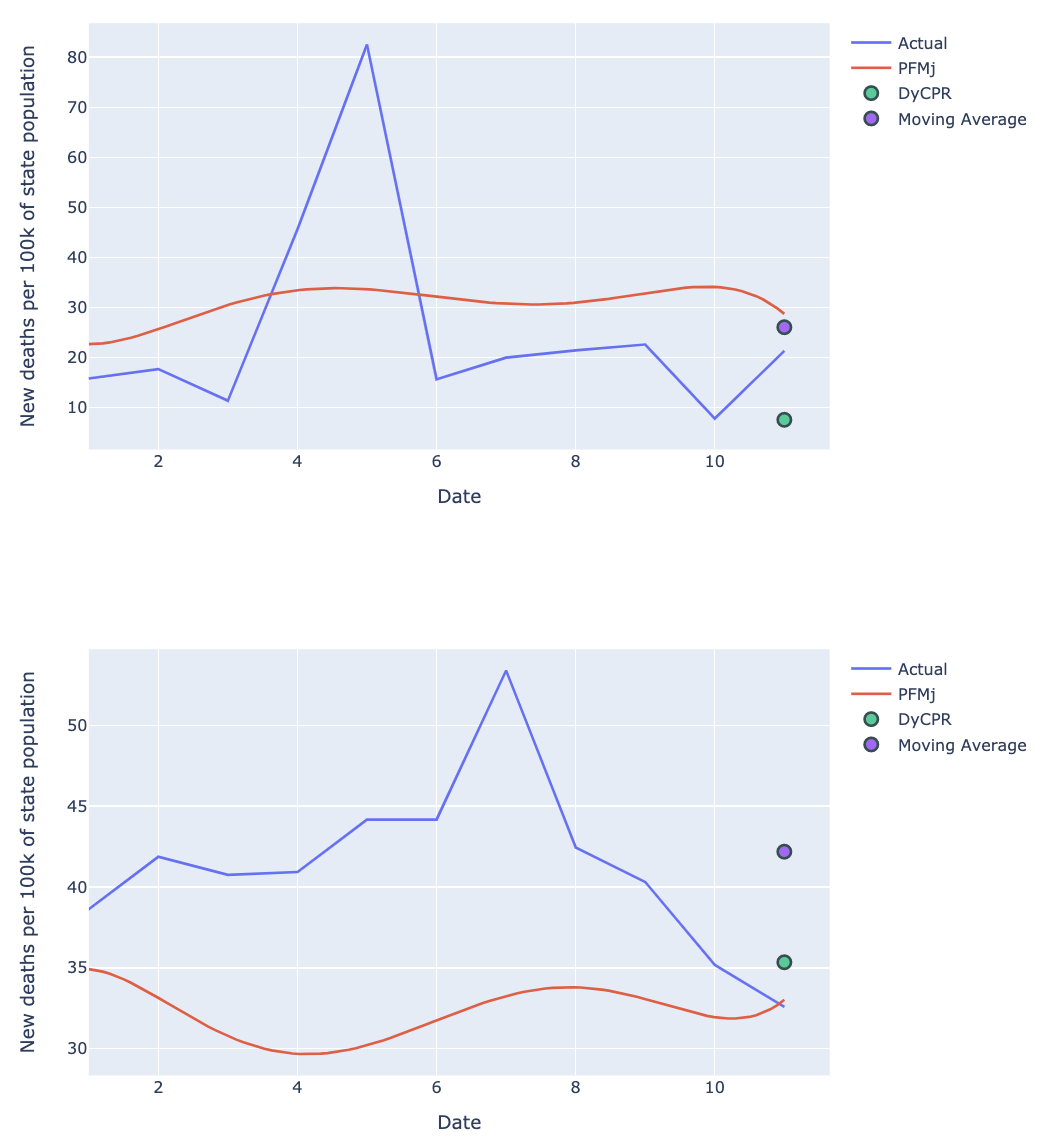 New deaths per 100k of state population
80
70
60
50
40
30
20
10
2
4
6
8
10
Date
Actual
PFMj
DyCPR
Moving Average
New deaths per 100k of state population
50
45
40
35
30
2
4
6
8
10
Date
Actual
PFMj
DyCPR
Moving Average